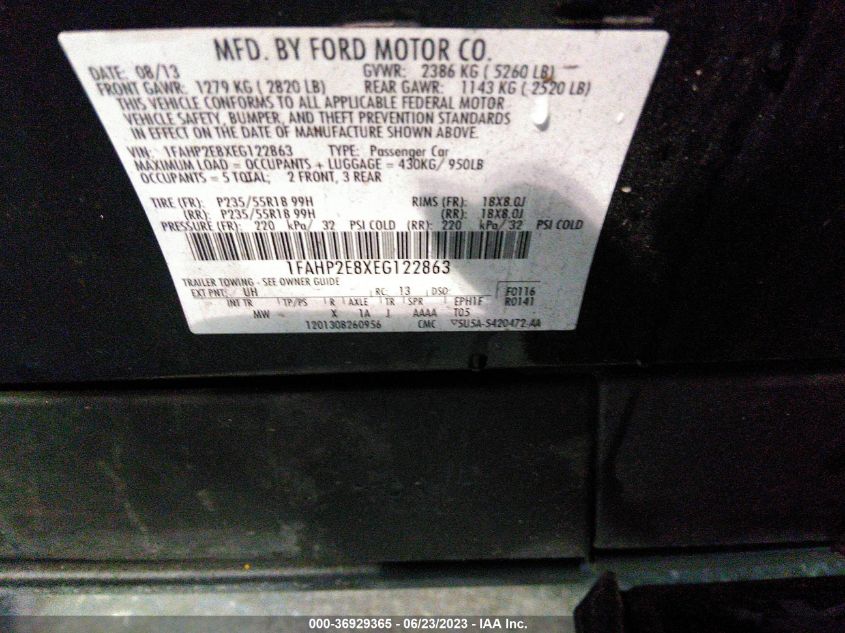 MFD. BY FORD MOTOR CO.
DATE: 08/13 GVWR: 2386 KG ( 5260 LB)
FRONT GAWR: 1279 KG ( 2820 LB) REAR GAWR: 1143 KG ( 2520 LB)
THIS VEHICLE CONFORMS TO ALL APPLICABLE FEDERAL MOTOR
VEHICLE SAFETY, BUMPER, AND THEFT PREVENTION STANDARDS
IN EFFECT ON THE DATE OF MANUFACTURE SHOWN ABOVE.
VIN: 1FAHP2E8XEG122863 TYPE: Passenger Car
MAXIMUM LOAD = OCCUPANTS + LUGGAGE = 430KG/ 950LB
OCCUPANTS = 5 TOTAL; 2 FRONT, 3 REAR
TIRE (FR): P235/55R18 99H RIMS (FR): 18X8.0J
(RR): P235/55R18 99H (RR): 18X8.0J
PRESSURE (FR): 220 kPa/ 32 PSI COLD (RR): 220 kPa/ 32 PSI COLD
1FAHP2E8XEG122863
TRAILER TOWING - SEE OWNER GUIDE
EXT PNT: UH RC: 13 DSO: F0116
INT TR TP/PS R AXLE TR SPR EPH1F R0141
MW X 1A J AAAA T05
1201308260956 CMC 5U5A-5420472-AA
000-36929365 - 06/23/2023 - IAA Inc.